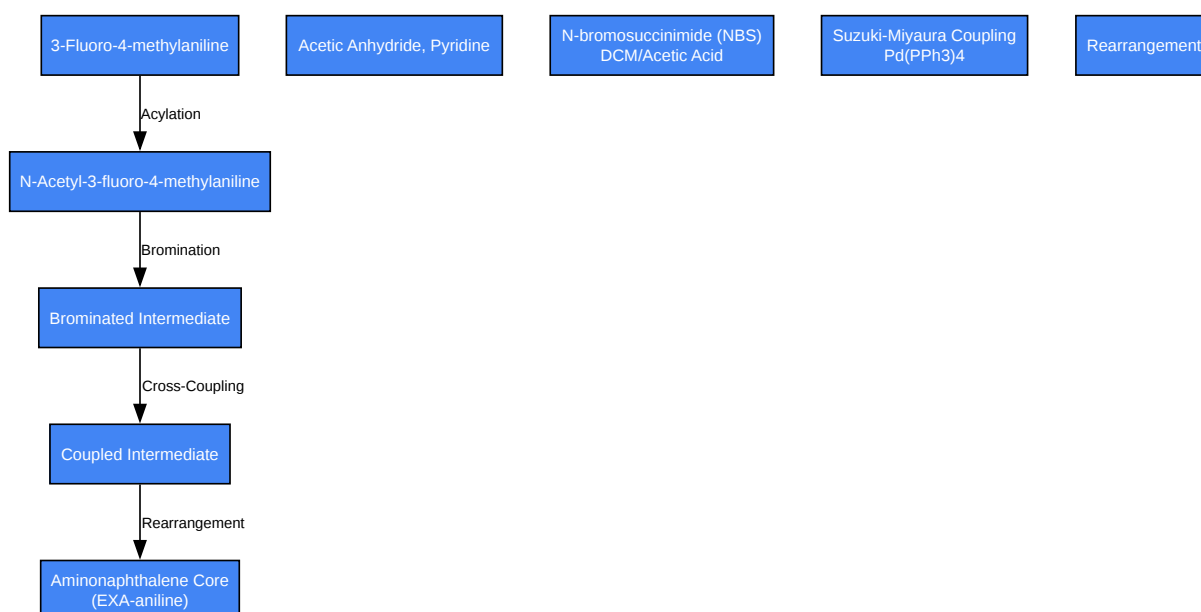 3-Fluoro-4-methylaniline
Acetic Anhydride, Pyridine
N-bromosuccinimide (NBS)
DCM/Acetic Acid
Suzuki-Miyaura Coupling
Pd(PPh3)4
Rearrangement
Acylation
N-Acetyl-3-fluoro-4-methylaniline
Bromination
Brominated Intermediate
Cross-Coupling
Coupled Intermediate
Rearrangement
Aminonaphthalene Core
(EXA-aniline)